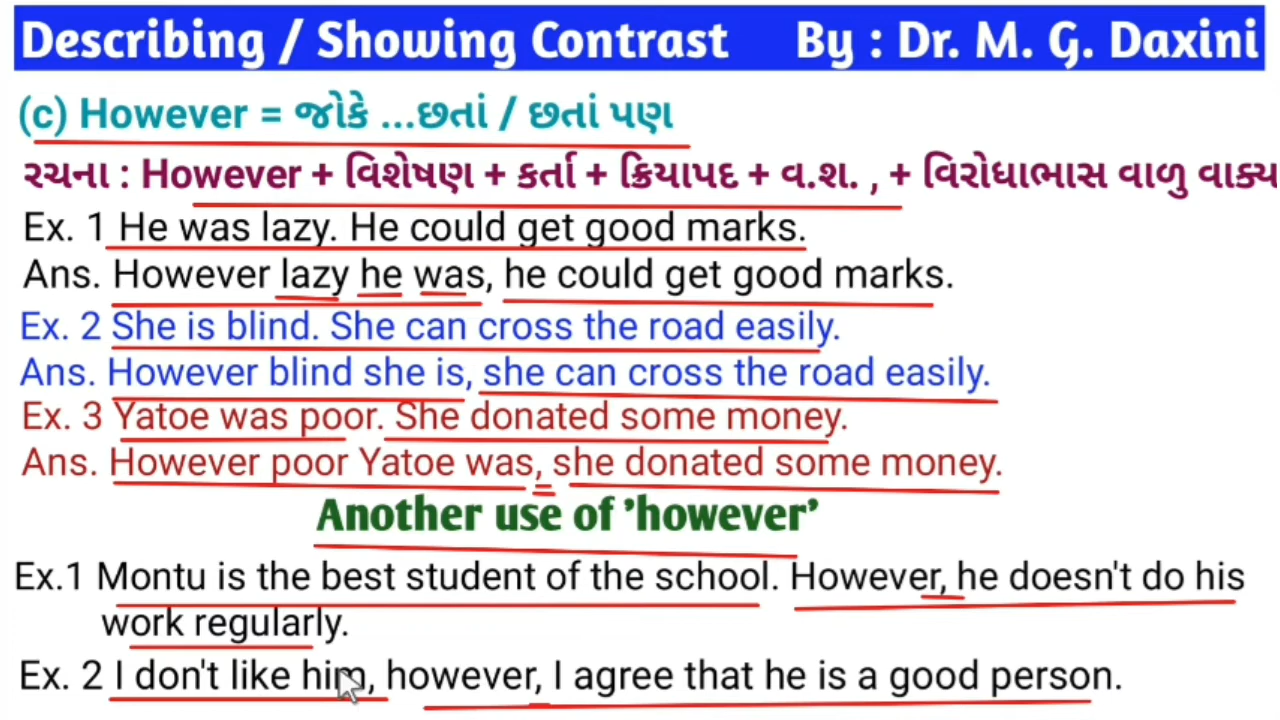 Describing / Showing Contrast By : Dr. M. G. Daxini
(c) However = જોકે ...છતાં / છતાં પણ
રચના : However + વિશેષણ + કર્તા + ક્રિયાપદ + વ.શ. , + વિરોધાભાસ વાળુ વાક્ય
Ex. 1 He was lazy. He could get good marks.
Ans. However lazy he was, he could get good marks.
Ex. 2 She is blind. She can cross the road easily.
Ans. However blind she is, she can cross the road easily.
Ex. 3 Yatoe was poor. She donated some money.
Ans. However poor Yatoe was, she donated some money.
Another use of 'however'
Ex.1 Montu is the best student of the school. However, he doesn't do his
work regularly.
Ex. 2 I don't like him, however, I agree that he is a good person.